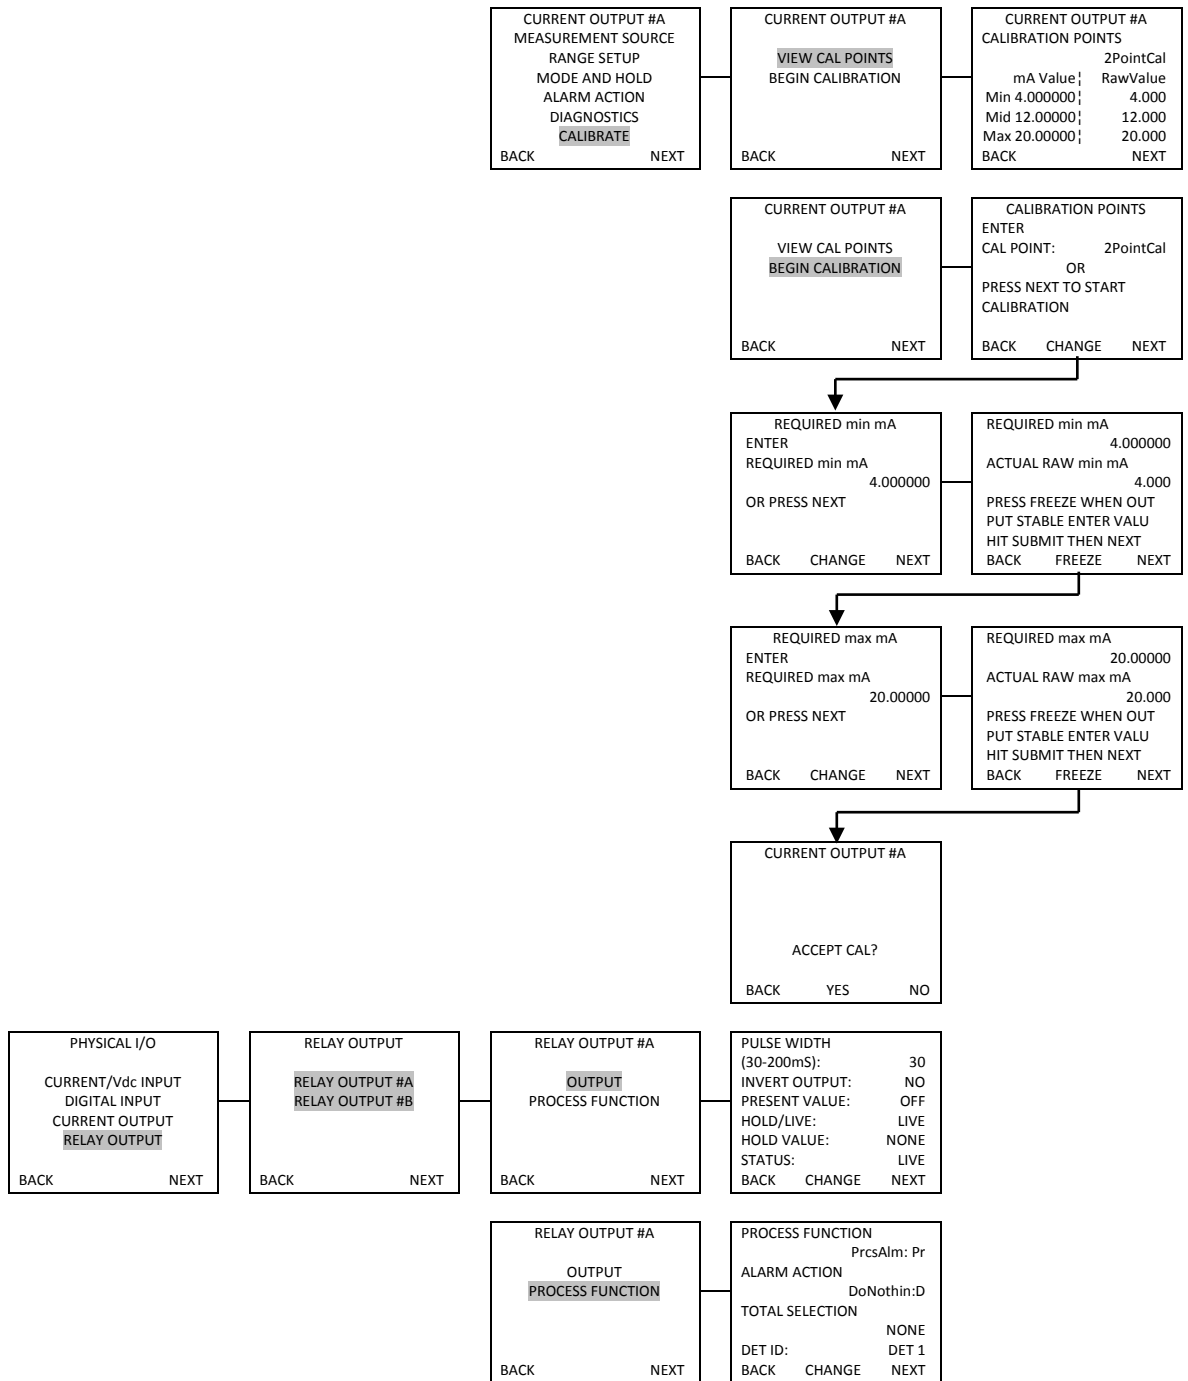 CURRENT OUTPUT #A
MEASUREMENT SOURCE
RANGE SETUP
MODE AND HOLD
ALARM ACTION
DIAGNOSTICS
CALIBRATE
BACK NEXT
CURRENT OUTPUT #A
VIEW CAL POINTS
BEGIN CALIBRATION
BACK NEXT
CURRENT OUTPUT #A
CALIBRATION POINTS
2PointCal
mA Value ¦ RawValue
Min 4.000000 ¦ 4.000
Mid 12.00000 ¦ 12.000
Max 20.00000 ¦ 20.000
BACK NEXT
CURRENT OUTPUT #A
VIEW CAL POINTS
BEGIN CALIBRATION
BACK NEXT
CALIBRATION POINTS
ENTER
CAL POINT: 2PointCal
OR
PRESS NEXT TO START
CALIBRATION
BACK CHANGE NEXT
REQUIRED min mA
ENTER
REQUIRED min mA
4.000000
OR PRESS NEXT
BACK CHANGE NEXT
REQUIRED min mA
4.000000
ACTUAL RAW min mA
4.000
PRESS FREEZE WHEN OUT
PUT STABLE ENTER VALU
HIT SUBMIT THEN NEXT
BACK FREEZE NEXT
REQUIRED max mA
ENTER
REQUIRED max mA
20.00000
OR PRESS NEXT
BACK CHANGE NEXT
REQUIRED max mA
20.00000
ACTUAL RAW max mA
20.000
PRESS FREEZE WHEN OUT
PUT STABLE ENTER VALU
HIT SUBMIT THEN NEXT
BACK FREEZE NEXT
CURRENT OUTPUT #A
ACCEPT CAL?
BACK YES NO
PHYSICAL I/O
CURRENT/Vdc INPUT
DIGITAL INPUT
CURRENT OUTPUT
RELAY OUTPUT
BACK NEXT
RELAY OUTPUT
RELAY OUTPUT #A
RELAY OUTPUT #B
BACK NEXT
RELAY OUTPUT #A
OUTPUT
PROCESS FUNCTION
BACK NEXT
PULSE WIDTH
(30-200mS): 30
INVERT OUTPUT: NO
PRESENT VALUE: OFF
HOLD/LIVE: LIVE
HOLD VALUE: NONE
STATUS: LIVE
BACK CHANGE NEXT
RELAY OUTPUT #A
OUTPUT
PROCESS FUNCTION
BACK NEXT
PROCESS FUNCTION
PrcsAlm: Pr
ALARM ACTION
DoNothin:D
TOTAL SELECTION
NONE
DET ID: DET 1
BACK CHANGE NEXT